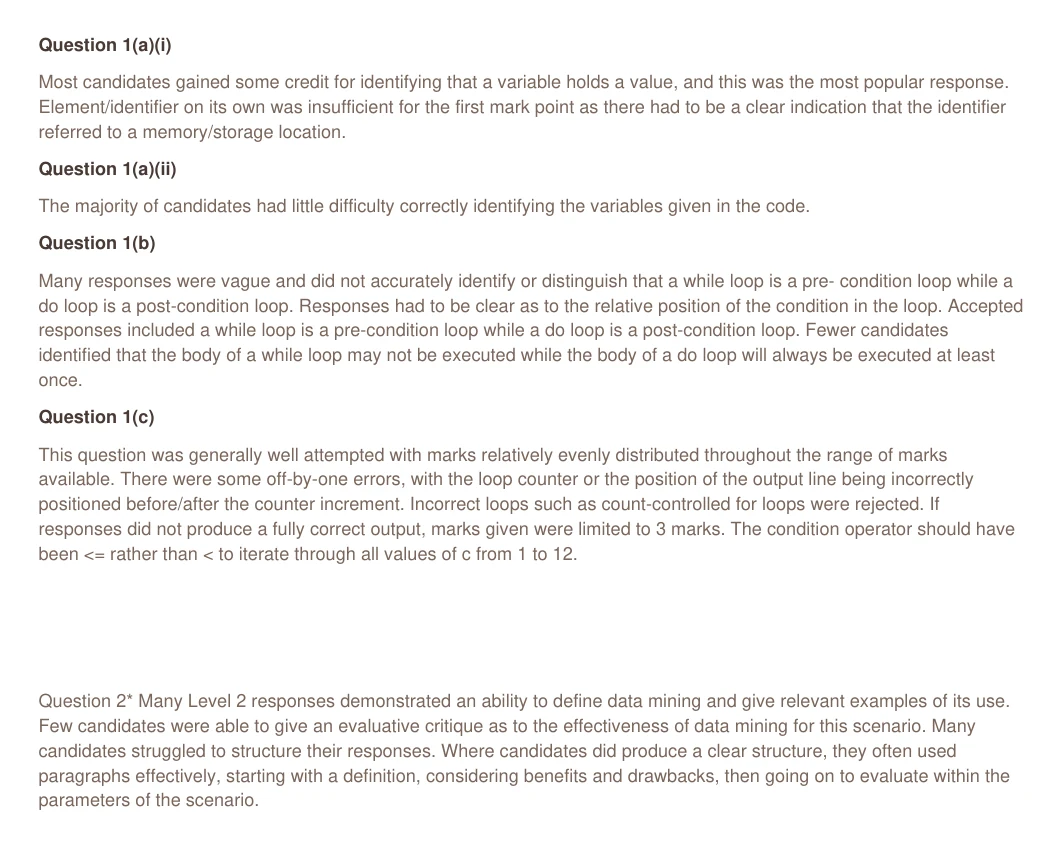 Question 1(a)(i)
Most candidates gained some credit for identifying that a variable holds a value, and this was the most popular response.
Element/identifier on its own was insufficient for the first mark point as there had to be a clear indication that the identifier
referred to a memory/storage location.
Question 1(a)(ii)
The majority of candidates had little difficulty correctly identifying the variables given in the code.
Question 1(b)
Many responses were vague and did not accurately identify or distinguish that a while loop is a pre- condition loop while a
do loop is a post-condition loop. Responses had to be clear as to the relative position of the condition in the loop. Accepted
responses included a while loop is a pre-condition loop while a do loop is a post-condition loop. Fewer candidates
identified that the body of a while loop may not be executed while the body of a do loop will always be executed at least
once.
Question 1(c)
This question was generally well attempted with marks relatively evenly distributed throughout the range of marks
available. There were some off-by-one errors, with the loop counter or the position of the output line being incorrectly
positioned before/after the counter increment. Incorrect loops such as count-controlled for loops were rejected. If
responses did not produce a fully correct output, marks given were limited to 3 marks. The condition operator should have
been <= rather than < to iterate through all values of c from 1 to 12.
Question 2* Many Level 2 responses demonstrated an ability to define data mining and give relevant examples of its use.
Few candidates were able to give an evaluative critique as to the effectiveness of data mining for this scenario. Many
candidates struggled to structure their responses. Where candidates did produce a clear structure, they often used
paragraphs effectively, starting with a definition, considering benefits and drawbacks, then going on to evaluate within the
parameters of the scenario.